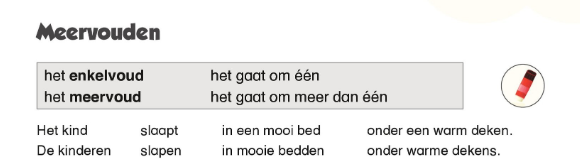 Meervouden
het enkelvoud het gaat om één
het meervoud het gaat om meer dan één
Het kind slaapt in een mooi bed onder een warm deken.
De kinderen slapen in mooie bedden onder warme dekens.